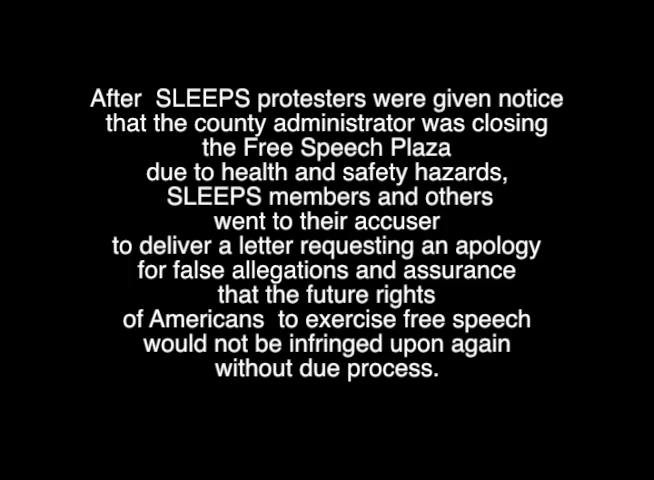 After  SLEEPS protesters were given notice
that the county administrator was closing
the Free Speech Plaza
due to health and safety hazards,
SLEEPS members and others
went to their accuser
to deliver a letter requesting an apology
for false allegations and assurance
that the future rights
of Americans  to exercise free speech
would not be infringed upon again
without due process.